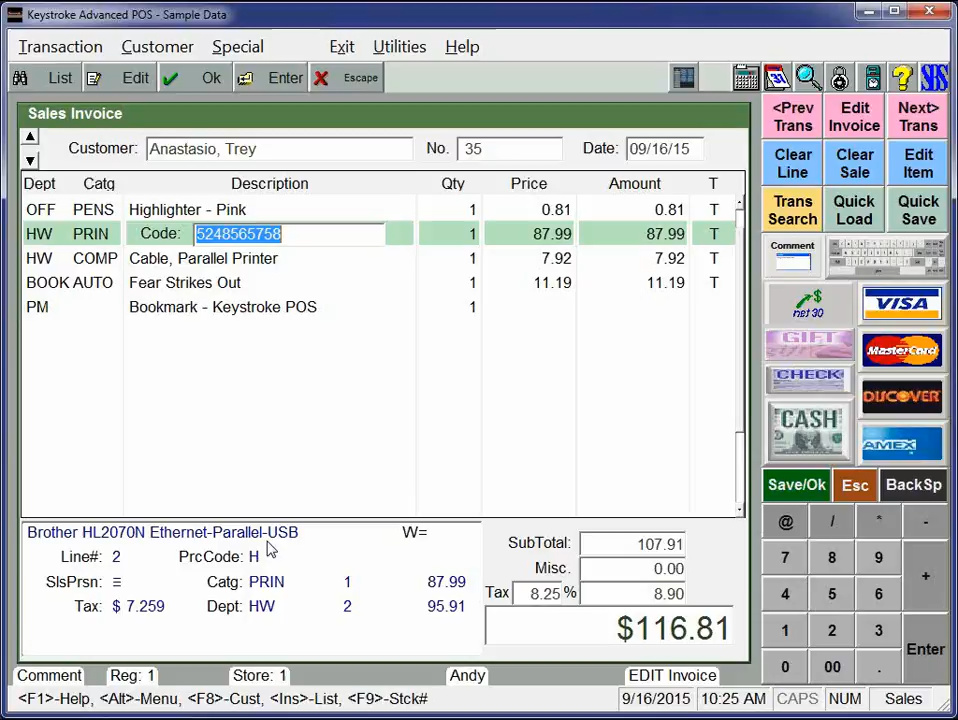 Keystroke Advanced POS - Sample Data
Transaction Customer Special Exit Utilities Help
List Edit Ok Enter Escape
31 ? SBS
Sales Invoice
<Prev Trans Edit Invoice Next> Trans
Customer: Anastasio, Trey No. 35 Date: 09/16/15
Clear Line Clear Sale Edit Item
Dept Catg Description Qty Price Amount T
OFF PENS Highlighter - Pink 1 0.81 0.81 T
Trans Search Quick Load Quick Save
HW PRIN Code: 5248565758 1 87.99 87.99 T
Comment
HW COMP Cable, Parallel Printer 1 7.92 7.92 T
BOOK AUTO Fear Strikes Out 1 11.19 11.19 T
PM Bookmark - Keystroke POS 1
net 30 VISA
GIFT MasterCard
CHECK
DISCOVER
CASH
AMEX
Save/Ok Esc BackSp
@ / * -
7 8 9 +
4 5 6
1 2 3 Enter
0 00 .
Brother HL2070N Ethernet-Parallel-USB W=
Line#: 2 PrcCode: H
SlsPrsn: Catg: PRIN 1 87.99
Tax: $ 7.259 Dept: HW 2 95.91
SubTotal: 107.91
Misc. 0.00
Tax 8.25 % 8.90
$116.81
Comment Reg: 1 Store: 1 Andy EDIT Invoice
<F1>-Help, <Alt>-Menu, <F8>-Cust, <Ins>-List, <F9>-Stck# 9/16/2015 10:25 AM CAPS NUM Sales